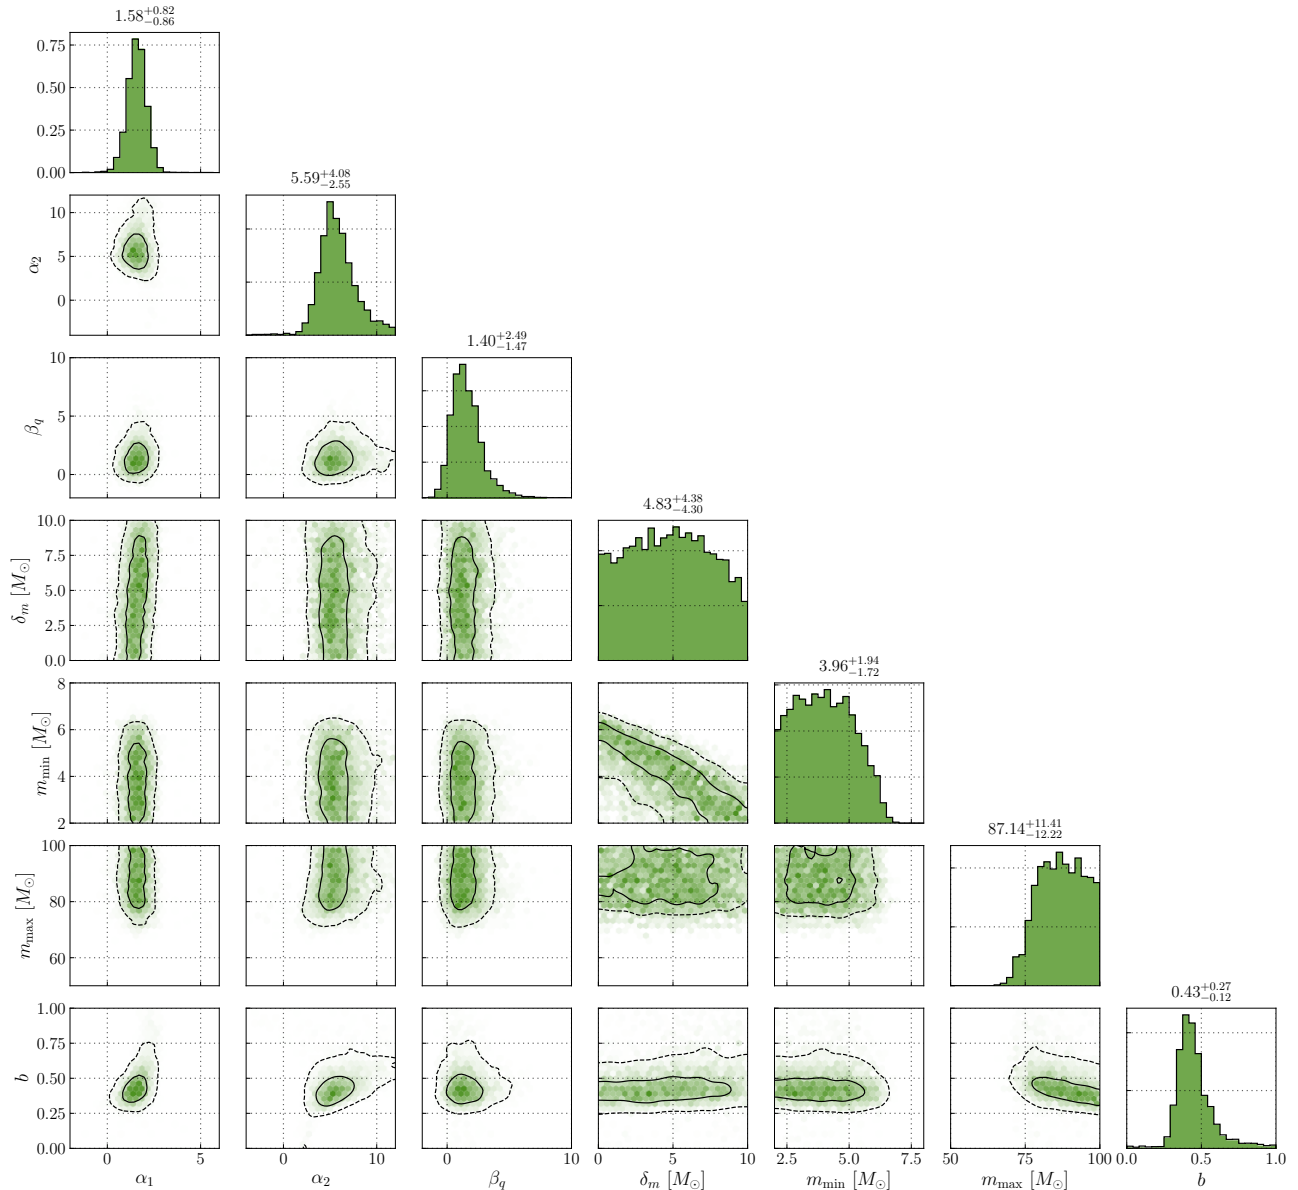 1.58^{+0.82}_{-0.86}
0.75
0.50
0.25
0.00
5.59^{+4.08}_{-2.55}
10
5
0
α_2
1.40^{+2.49}_{-1.47}
10
5
0
β_q
4.83^{+4.38}_{-4.30}
10.0
7.5
5.0
2.5
0.0
δ_m [M_⊙]
3.96^{+1.94}_{-1.72}
8
6
4
2
m_min [M_⊙]
87.14^{+11.41}_{-12.22}
100
80
60
m_max [M_⊙]
0.43^{+0.27}_{-0.12}
1.00
0.75
0.50
0.25
0.00
b
0 5
0 10
0 10
0 5 10
2.5 5.0 7.5
50 75 100
0.0 0.5 1.0
α_1
α_2
β_q
δ_m [M_⊙]
m_min [M_⊙]
m_max [M_⊙]
b